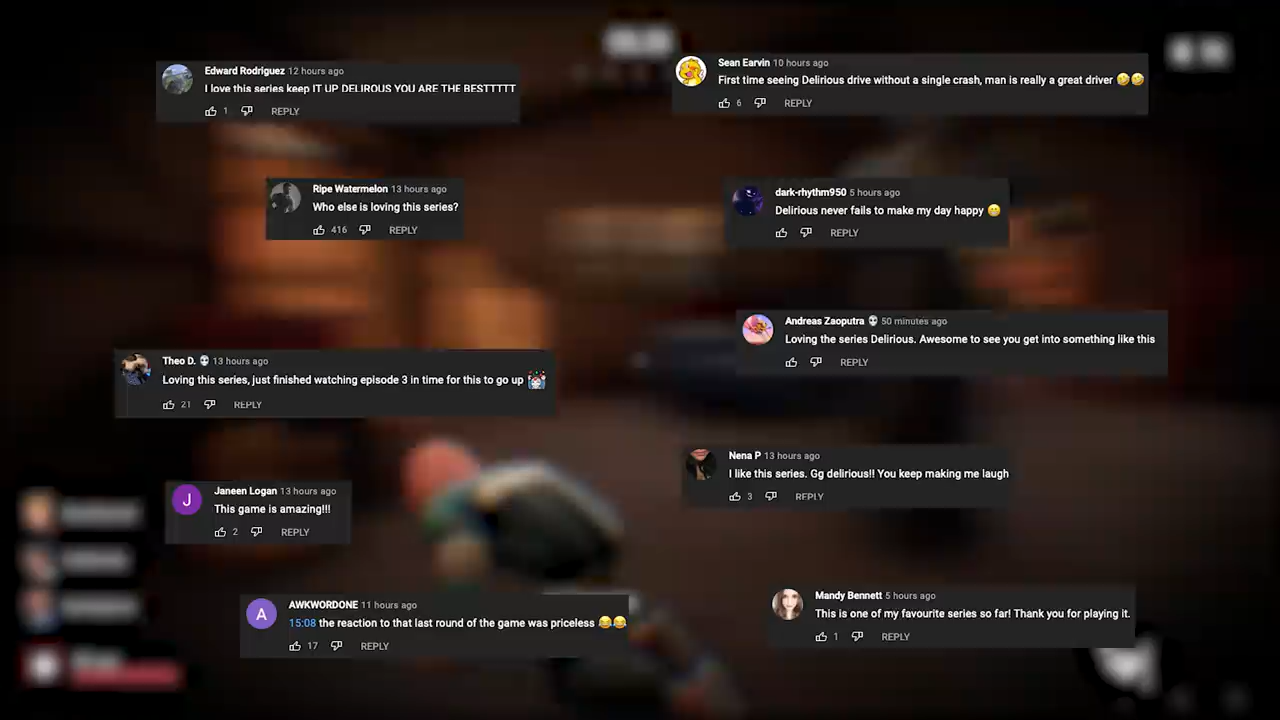 Edward Rodriguez 12 hours ago
I love this series keep IT UP DELIROUS YOU ARE THE BESTTTTT
1 REPLY
Sean Earvin 10 hours ago
First time seeing Delirious drive without a single crash, man is really a great driver 🤣🤣
6 REPLY
Ripe Watermelon 13 hours ago
Who else is loving this series?
416 REPLY
dark-rhythm950 5 hours ago
Delirious never fails to make my day happy 😁
REPLY
Andreas Zaoputra 💀 50 minutes ago
Loving the series Delirious. Awesome to see you get into something like this
REPLY
Theo D. 💀 13 hours ago
Loving this series, just finished watching episode 3 in time for this to go up
21 REPLY
Nena P 13 hours ago
I like this series. Gg delirious!! You keep making me laugh
3 REPLY
J
Janeen Logan 13 hours ago
This game is amazing!!!
2 REPLY
A
AWKWORDONE 11 hours ago
15:08 the reaction to that last round of the game was priceless 😂😂
17 REPLY
Mandy Bennett 5 hours ago
This is one of my favourite series so far! Thank you for playing it.
1 REPLY